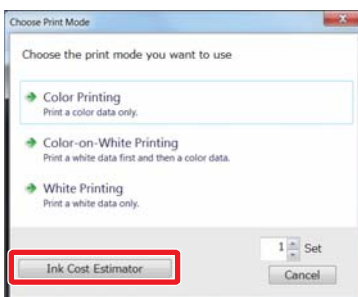 Choose Print Mode
Choose the print mode you want to use
Color Printing
Print a color data only.
Color-on-White Printing
Print a white data first and then a color data.
White Printing
Print a white data only.
1 Set
Ink Cost Estimator
Cancel